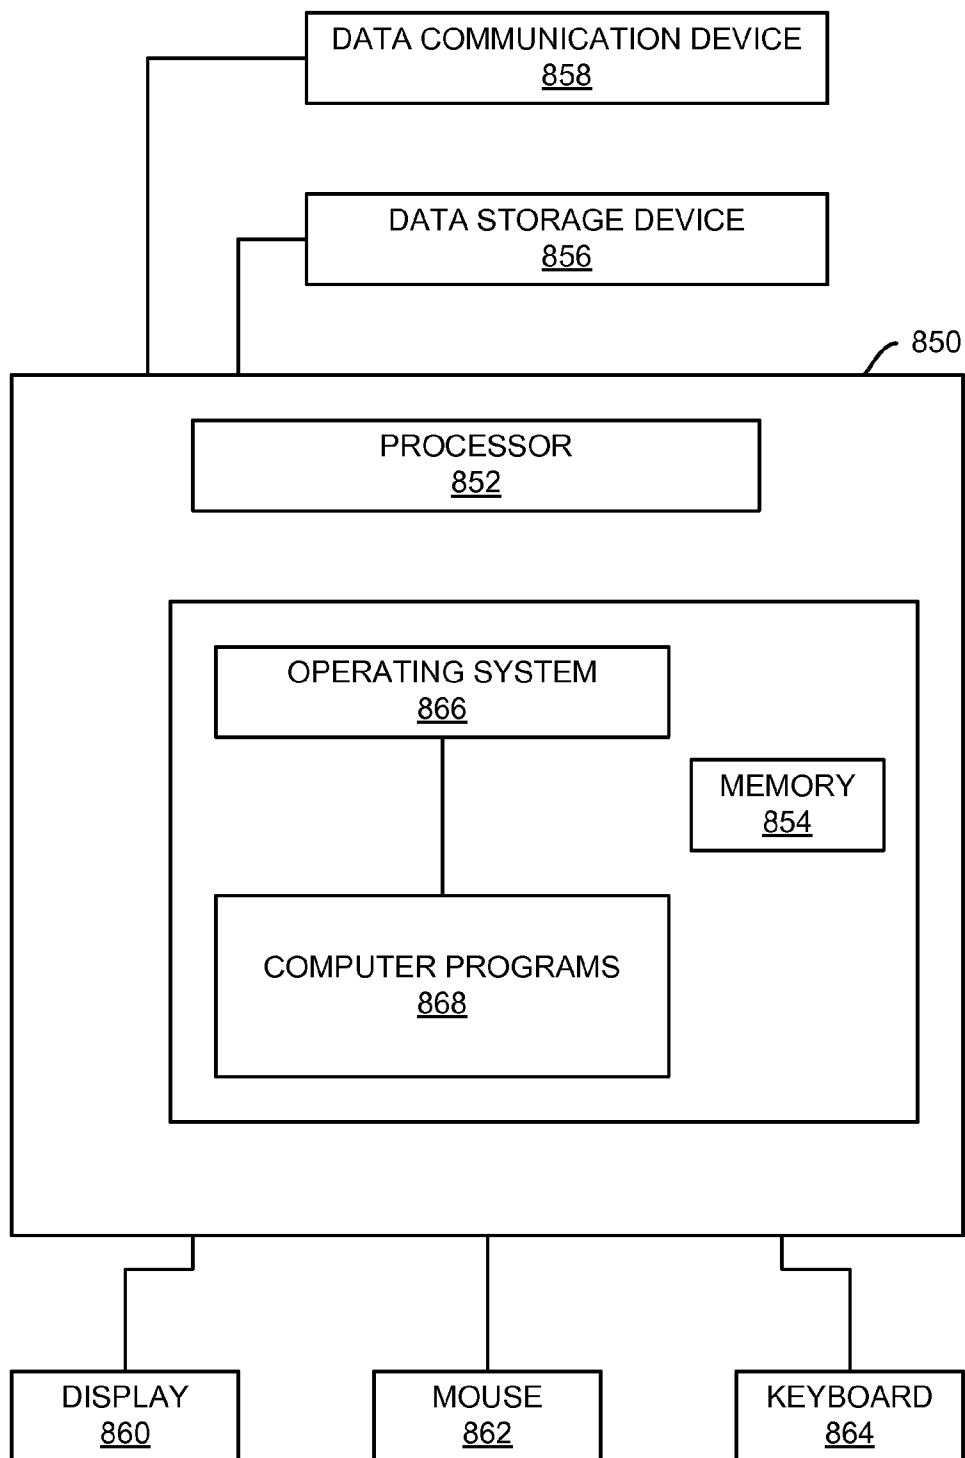 DATA COMMUNICATION DEVICE
858
DATA STORAGE DEVICE
856
850
PROCESSOR
852
OPERATING SYSTEM
866
MEMORY
854
COMPUTER PROGRAMS
868
DISPLAY
860
MOUSE
862
KEYBOARD
864